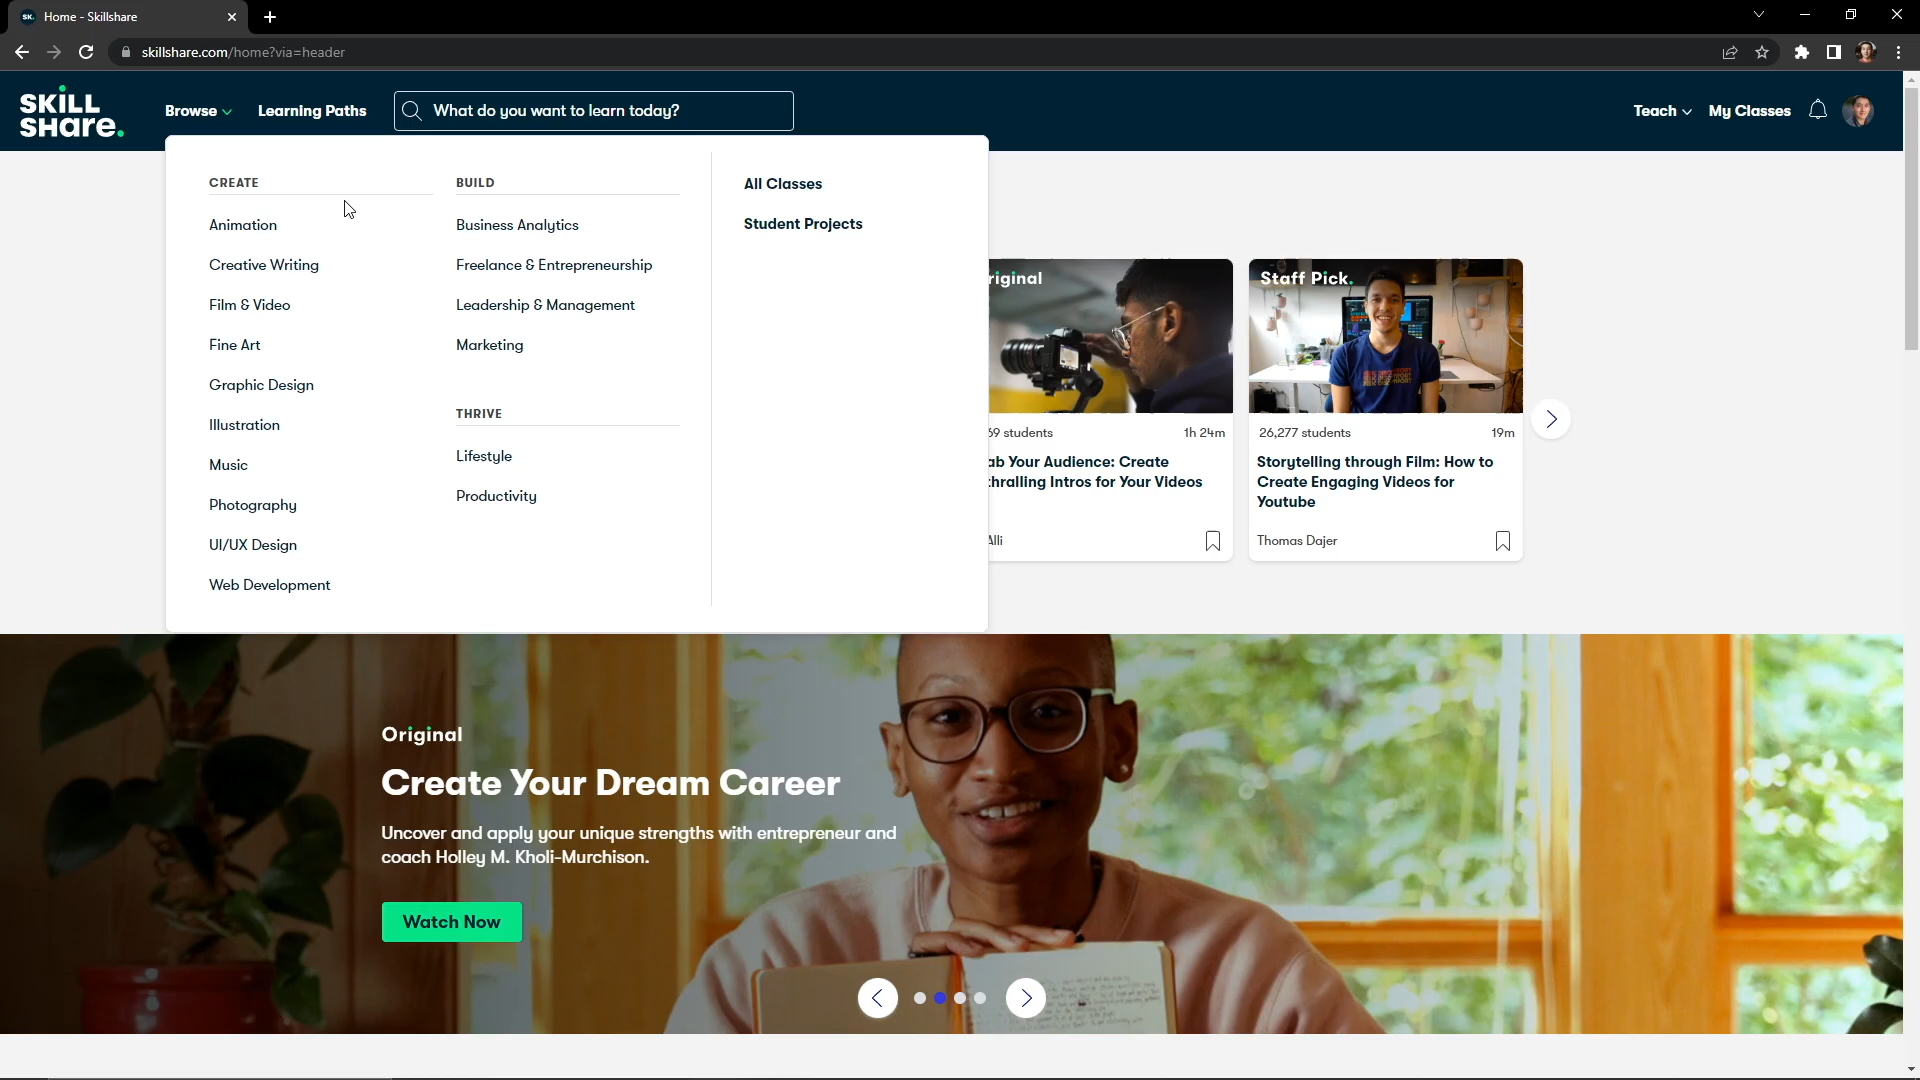 SK. Home - Skillshare
skillshare.com/home?via=header
SKILL
SHare.
Browse
Learning Paths
What do you want to learn today?
Teach
My Classes
CREATE
Animation
Creative Writing
Film & Video
Fine Art
Graphic Design
Illustration
Music
Photography
UI/UX Design
Web Development
BUILD
Business Analytics
Freelance & Entrepreneurship
Leadership & Management
Marketing
THRIVE
Lifestyle
Productivity
All Classes
Student Projects
riginal
69 students
1h 24m
ab Your Audience: Create
thralling Intros for Your Videos
Alli
Staff Pick.
26,277 students
19m
Storytelling through Film: How to
Create Engaging Videos for
Youtube
Thomas Dajer
Original
Create Your Dream Career
Uncover and apply your unique strengths with entrepreneur and
coach Holley M. Kholi-Murchison.
Watch Now